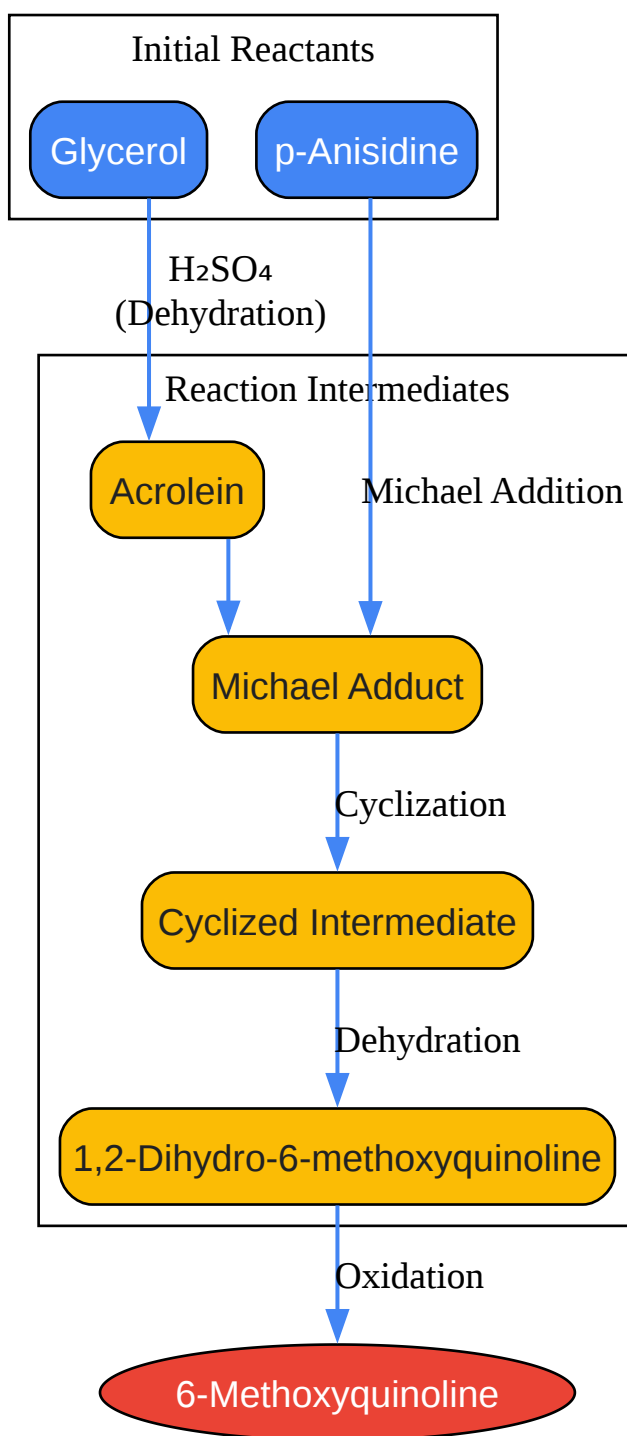 Initial Reactants
Glycerol
p-Anisidine
H₂SO₄
(Dehydration)
Reaction Intermediates
Acrolein
Michael Addition
Michael Adduct
Cyclization
Cyclized Intermediate
Dehydration
1,2-Dihydro-6-methoxyquinoline
Oxidation
6-Methoxyquinoline